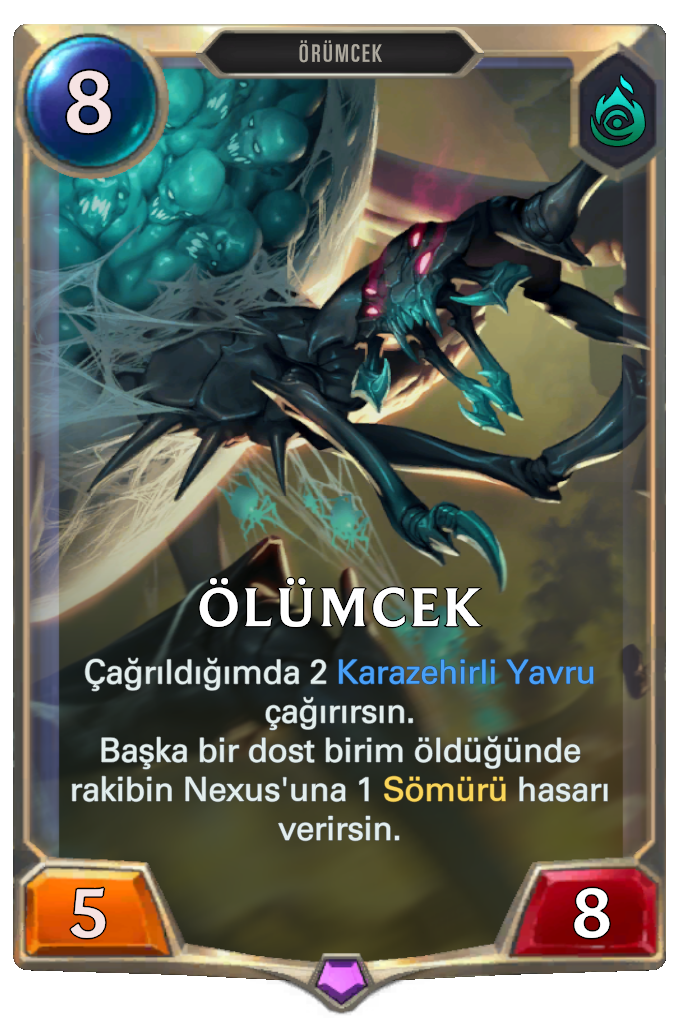 8
ÖRÜMCEK
ÖLÜMCEK
Çağrıldığımda 2 Karazehirli Yavru
çağırırsın.
Başka bir dost birim öldüğünde
rakibin Nexus'una 1 Sömürü hasarı
verirsin.
5
8